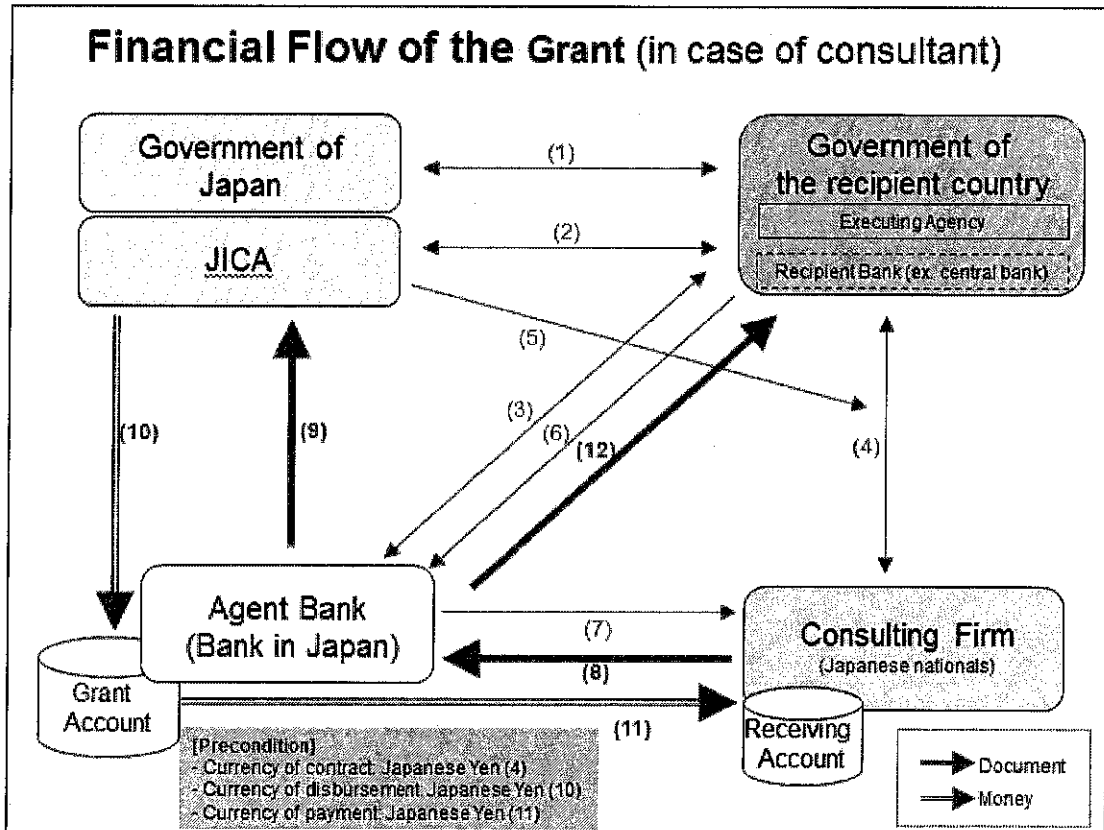 Financial Flow of the Grant (in case of consultant)
Government of
Japan
JICA
(1)
(2)
Government of
the recipient country
Executing Agency
Recipient Bank (ex. central bank)
(5)
(3)
(6)
(12)
(4)
(10)
(9)
Agent Bank
(Bank in Japan)
(7)
(8)
Consulting Firm
(Japanese nationals)
Grant
Account
(11)
Receiving
Account
[Precondition]
- Currency of contract: Japanese Yen (4)
- Currency of disbursement: Japanese Yen (10)
- Currency of payment: Japanese Yen (11)
Document
Money